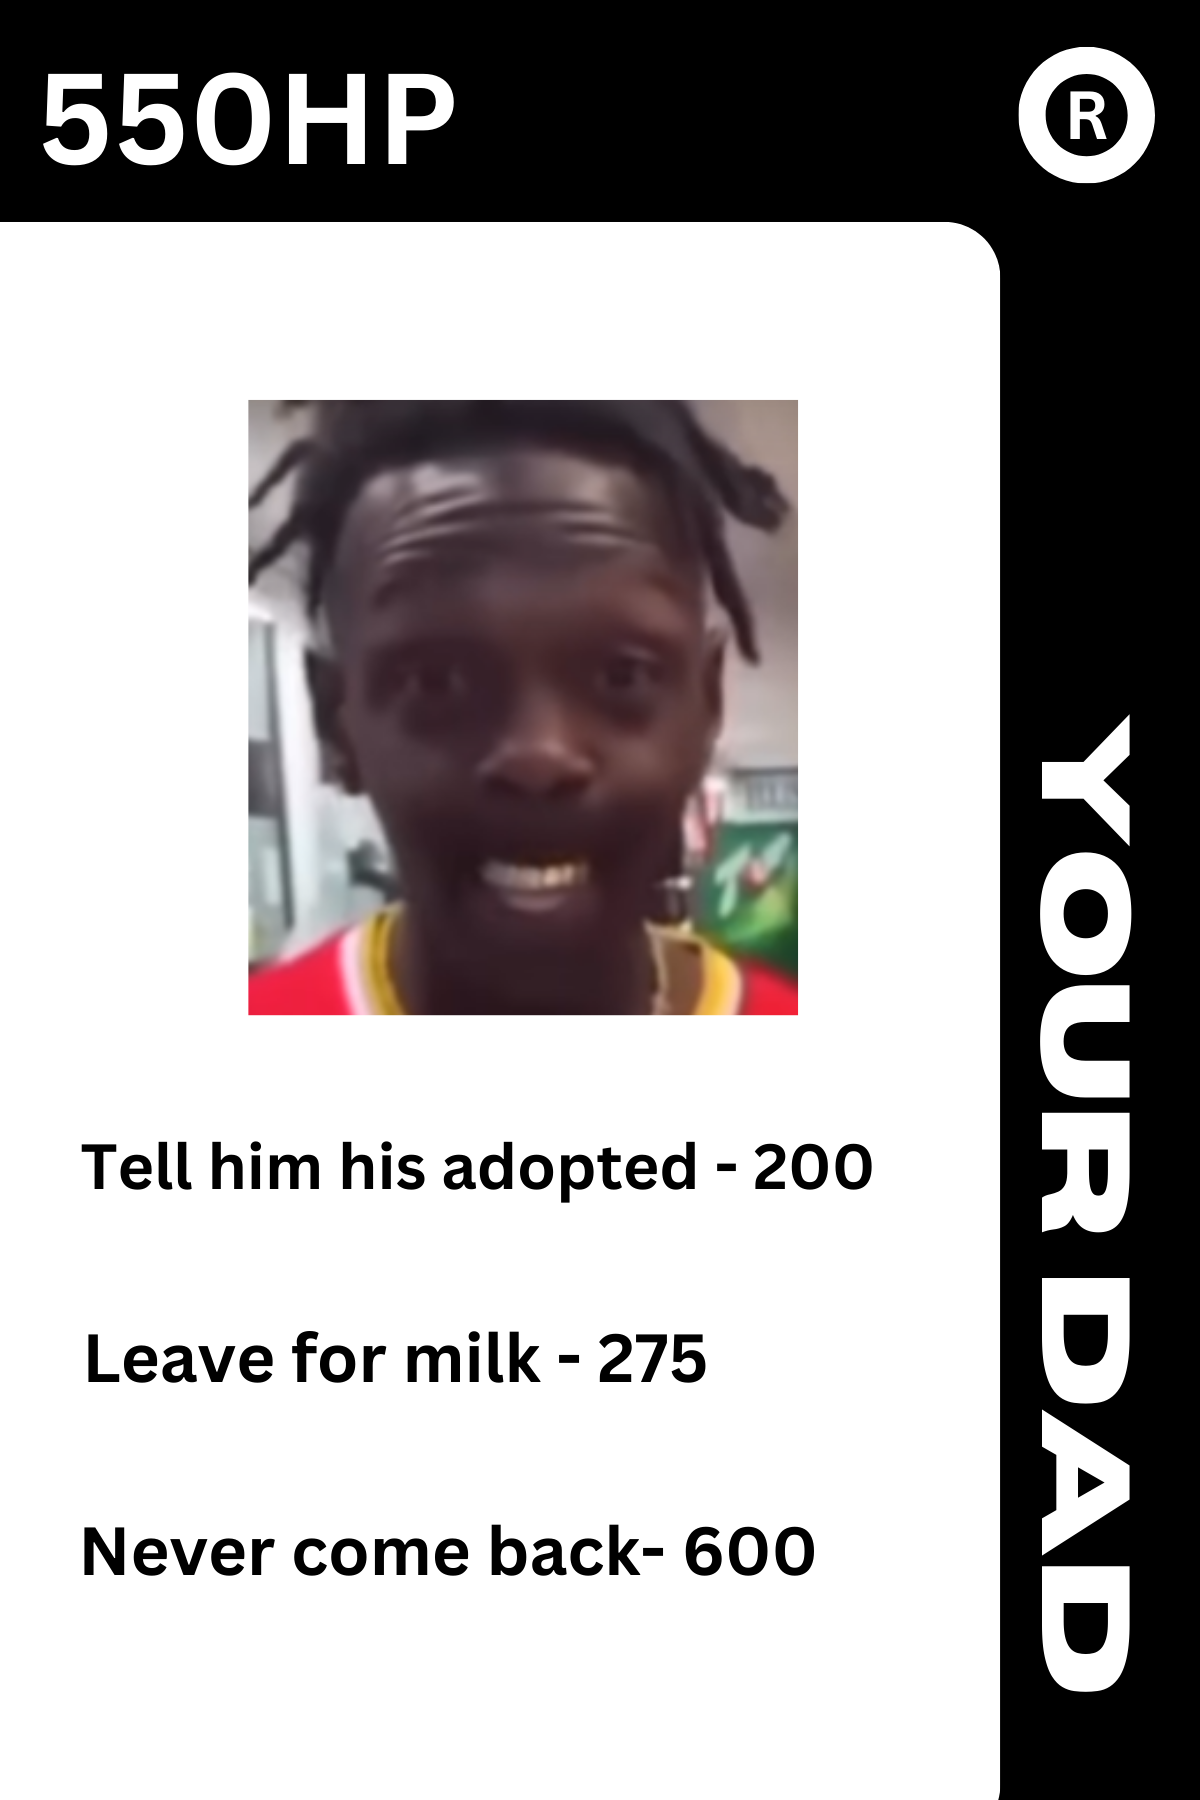 550HP
R
YOUR DAD
Tell him his adopted - 200
Leave for milk - 275
Never come back- 600